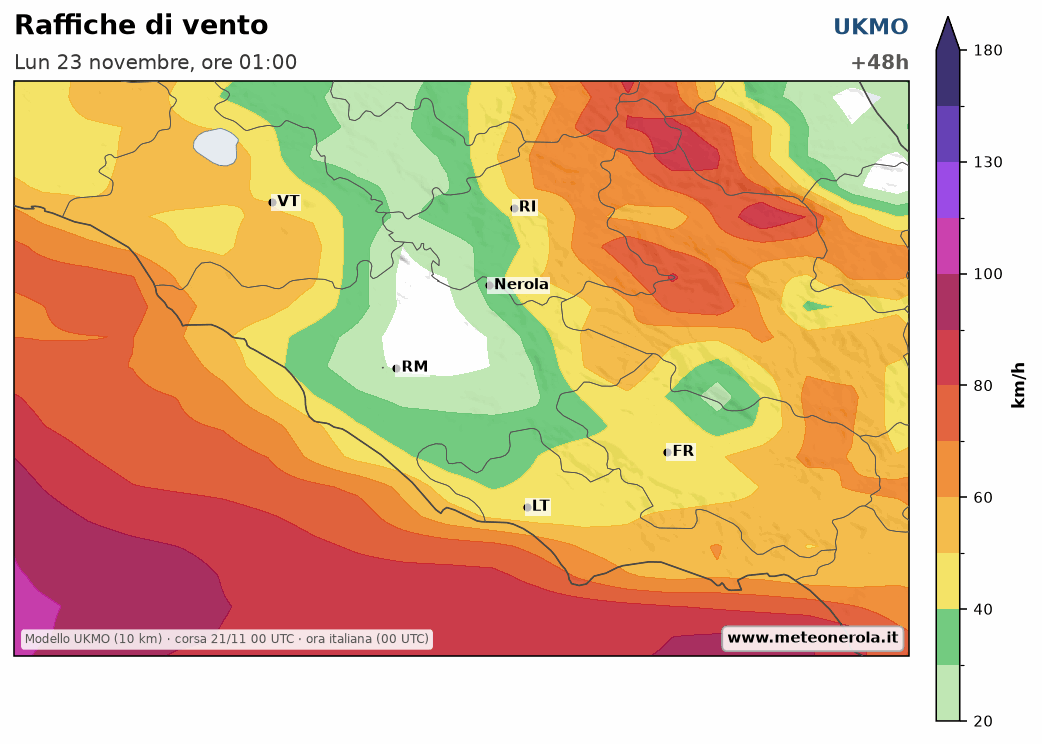 Raffiche di vento
UKMO
Lun 23 novembre, ore 01:00
+48h
VT
RI
Nerola
RM
FR
LT
180
130
100
80
60
40
20
km/h
Modello UKMO (10 km) · corsa 21/11 00 UTC · ora italiana (00 UTC)
www.meteonerola.it